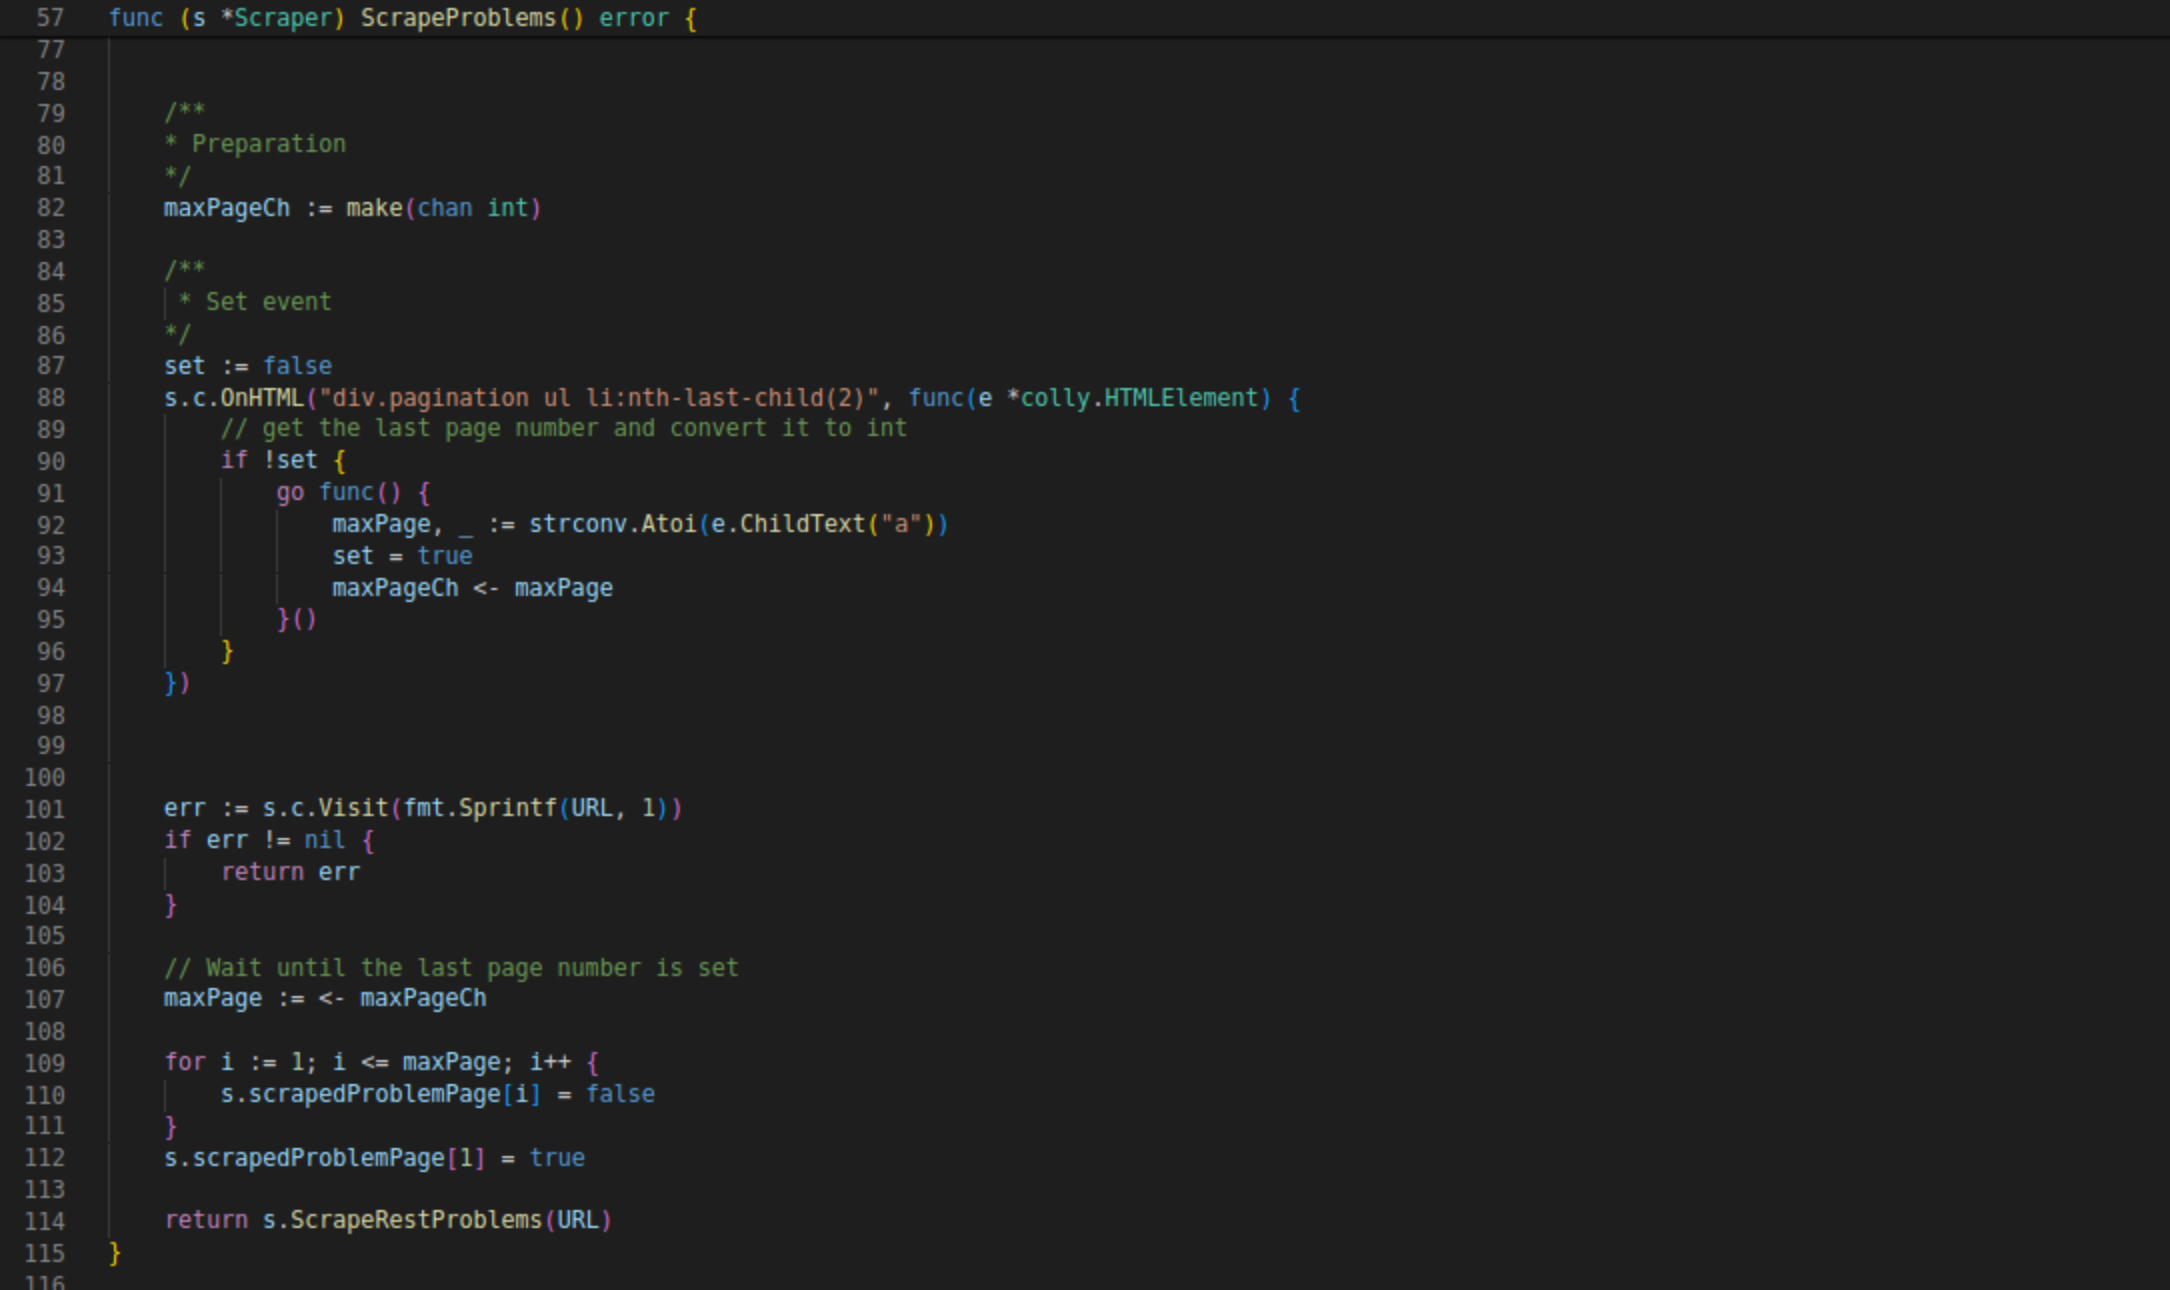 57 func (s *Scraper) ScrapeProblems() error {
77
78
79 /**
80 * Preparation
81 */
82 maxPageCh := make(chan int)
83
84 /**
85 * Set event
86 */
87 set := false
88 s.c.OnHTML("div.pagination ul li:nth-last-child(2)", func(e *colly.HTMLElement) {
89 // get the last page number and convert it to int
90 if !set {
91 go func() {
92 maxPage, _ := strconv.Atoi(e.ChildText("a"))
93 set = true
94 maxPageCh <- maxPage
95 }()
96 }
97 })
98
99
100
101 err := s.c.Visit(fmt.Sprintf(URL, 1))
102 if err != nil {
103 return err
104 }
105
106 // Wait until the last page number is set
107 maxPage := <- maxPageCh
108
109 for i := 1; i <= maxPage; i++ {
110 s.scrapedProblemPage[i] = false
111 }
112 s.scrapedProblemPage[1] = true
113
114 return s.ScrapeRestProblems(URL)
115 }
116